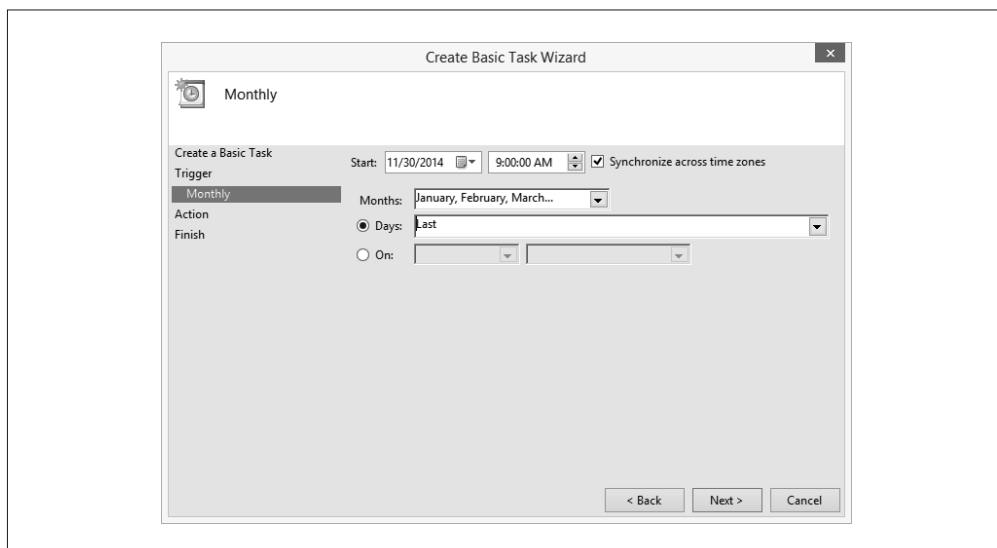 Create Basic Task Wizard
Monthly
Create a Basic Task
Trigger
Monthly
Action
Finish
Start: 11/30/2014 9:00:00 AM Synchronize across time zones
Months: January, February, March...
Days: Last
On:
< Back Next > Cancel